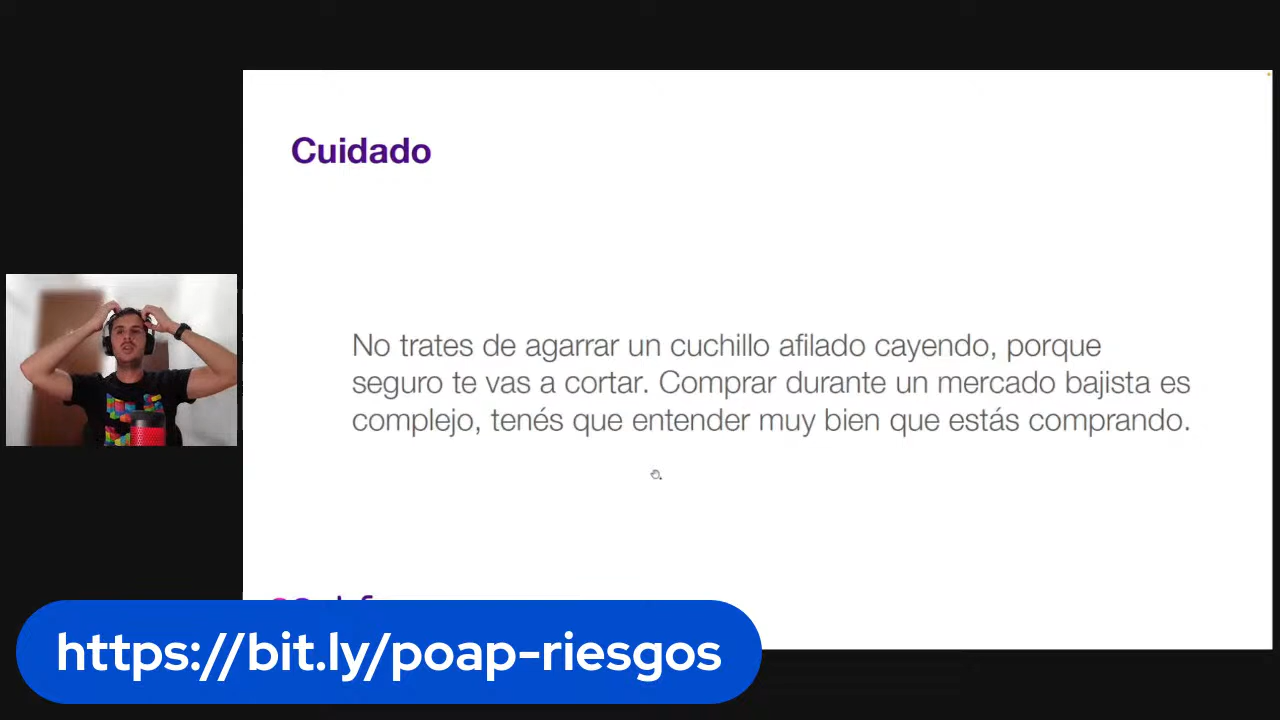 Cuidado
No trates de agarrar un cuchillo afilado cayendo, porque
seguro te vas a cortar. Comprar durante un mercado bajista es
complejo, tenés que entender muy bien que estás comprando.
https://bit.ly/poap-riesgos